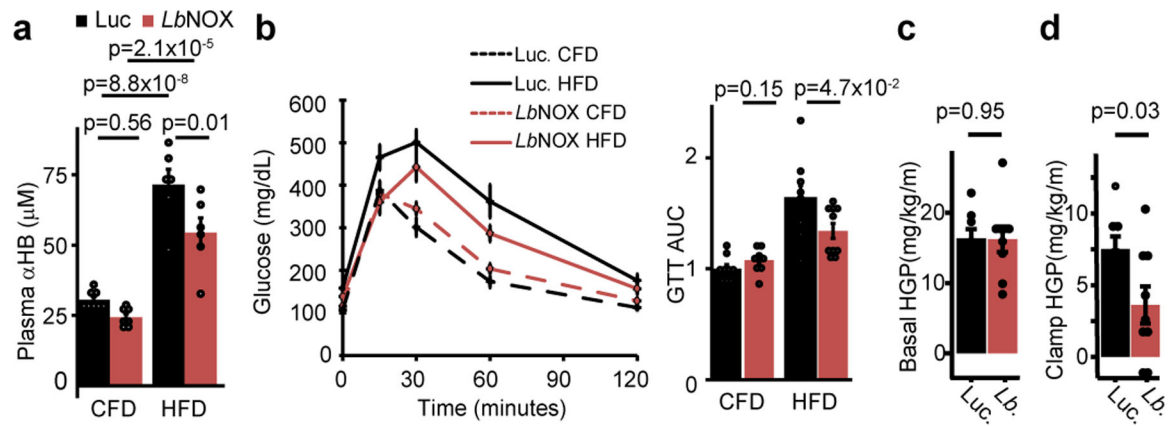 a
Luc LbNOX
p=2.1x10-5
p=8.8x10-8
p=0.56 p=0.01
Plasma αHB (µM)
75
50
25
0
CFD HFD
b
Luc. CFD
Luc. HFD
LbNOX CFD
LbNOX HFD
Glucose (mg/dL)
600
500
400
300
200
100
0
0 30 60 90 120
Time (minutes)
p=0.15 p=4.7x10-2
GTT AUC
2
1
0
CFD HFD
c
p=0.95
Basal HGP(mg/kg/m)
20
10
0
Luc. Lb.
d
p=0.03
Clamp HGP(mg/kg/m)
10
5
0
Luc. Lb.